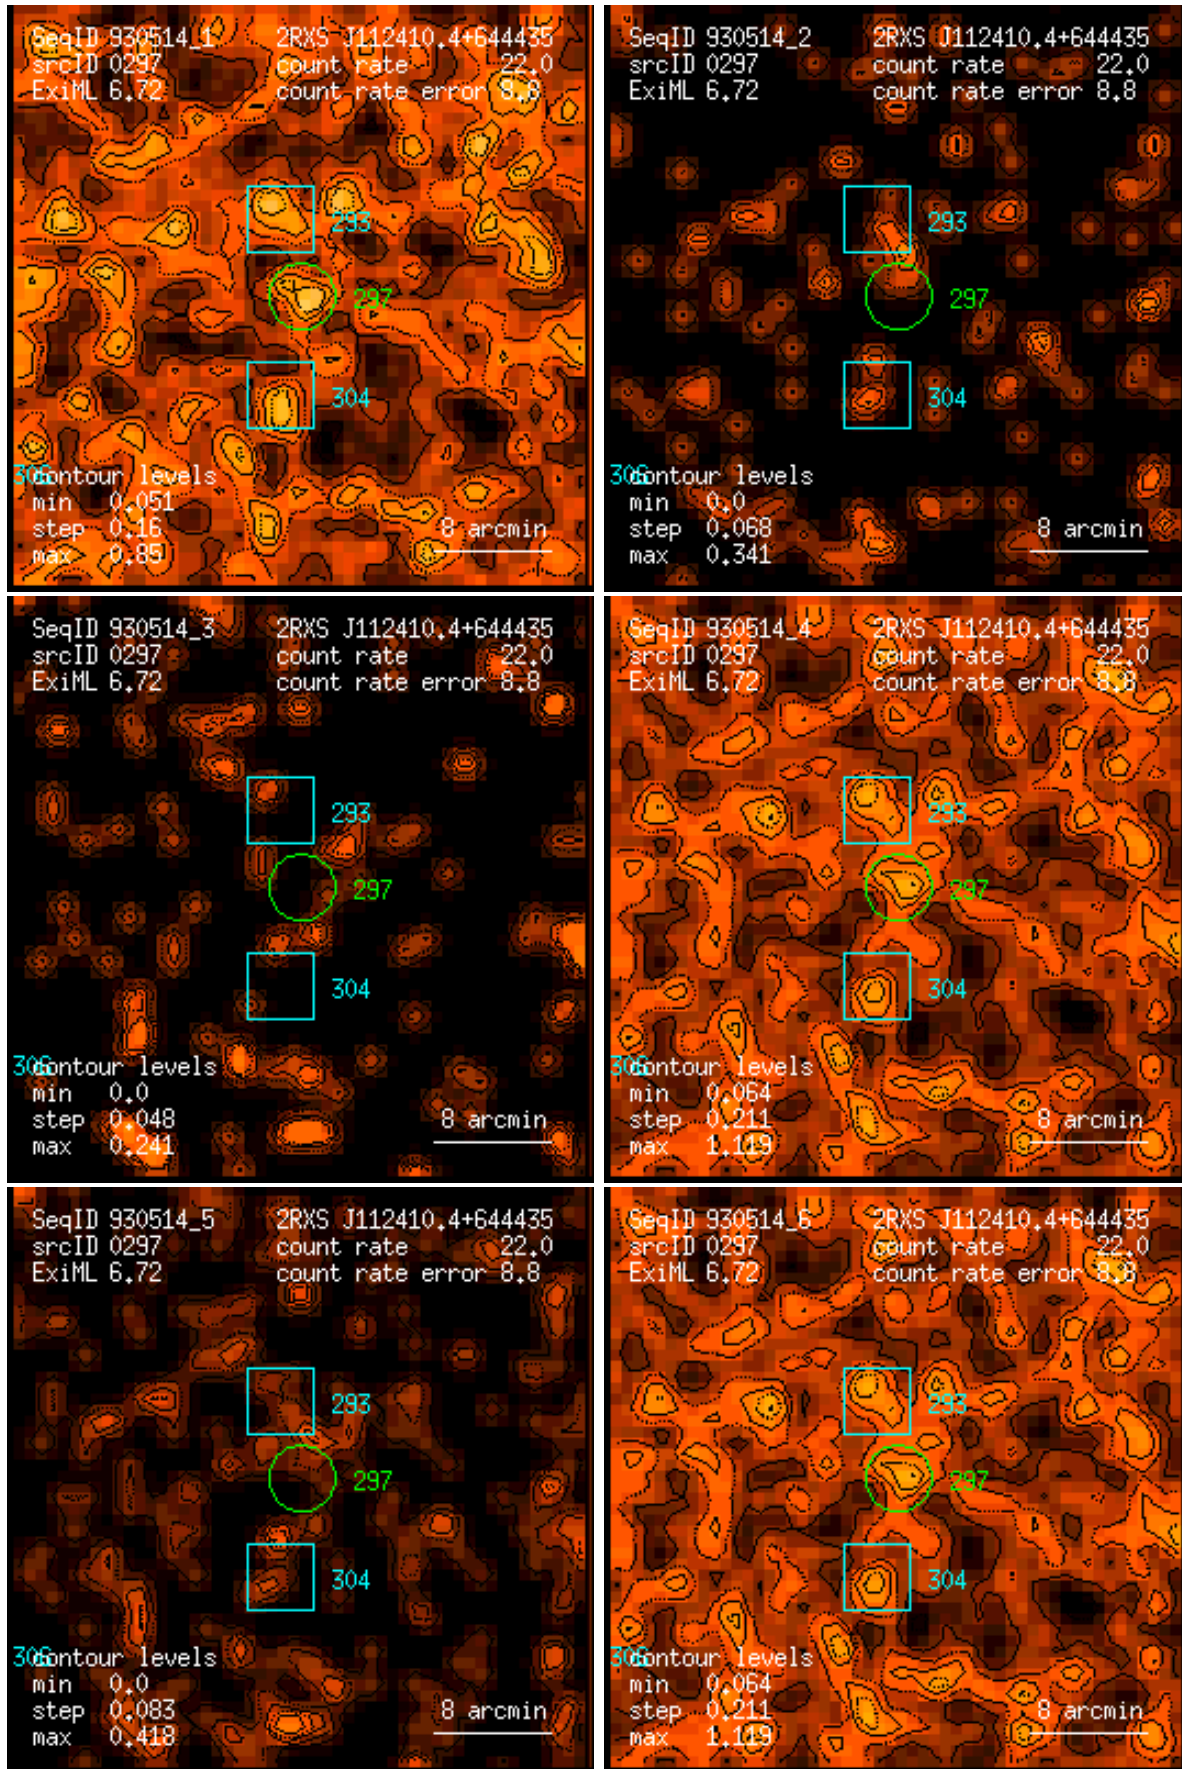 SeqID 930514_1 2RXS J112410.4+644435
srcID 0297 count rate 22.0
ExiML 6.72 count rate error 8.8
293
297
304
306 contour levels
min 0.051
step 0.16 8 arcmin
max 0.85
SeqID 930514_2 2RXS J112410.4+644435
srcID 0297 count rate 22.0
ExiML 6.72 count rate error 8.8
293
297
304
306 contour levels
min 0.0
step 0.068 8 arcmin
max 0.341
SeqID 930514_3 2RXS J112410.4+644435
srcID 0297 count rate 22.0
ExiML 6.72 count rate error 8.8
293
297
304
306 contour levels
min 0.0
step 0.048 8 arcmin
max 0.241
SeqID 930514_4 2RXS J112410.4+644435
srcID 0297 count rate 22.0
ExiML 6.72 count rate error 8.8
293
297
304
306 contour levels
min 0.064
step 0.211 8 arcmin
max 1.119
SeqID 930514_5 2RXS J112410.4+644435
srcID 0297 count rate 22.0
ExiML 6.72 count rate error 8.8
293
297
304
306 contour levels
min 0.0
step 0.083 8 arcmin
max 0.418
SeqID 930514_6 2RXS J112410.4+644435
srcID 0297 count rate 22.0
ExiML 6.72 count rate error 8.8
293
297
304
306 contour levels
min 0.064
step 0.211 8 arcmin
max 1.119